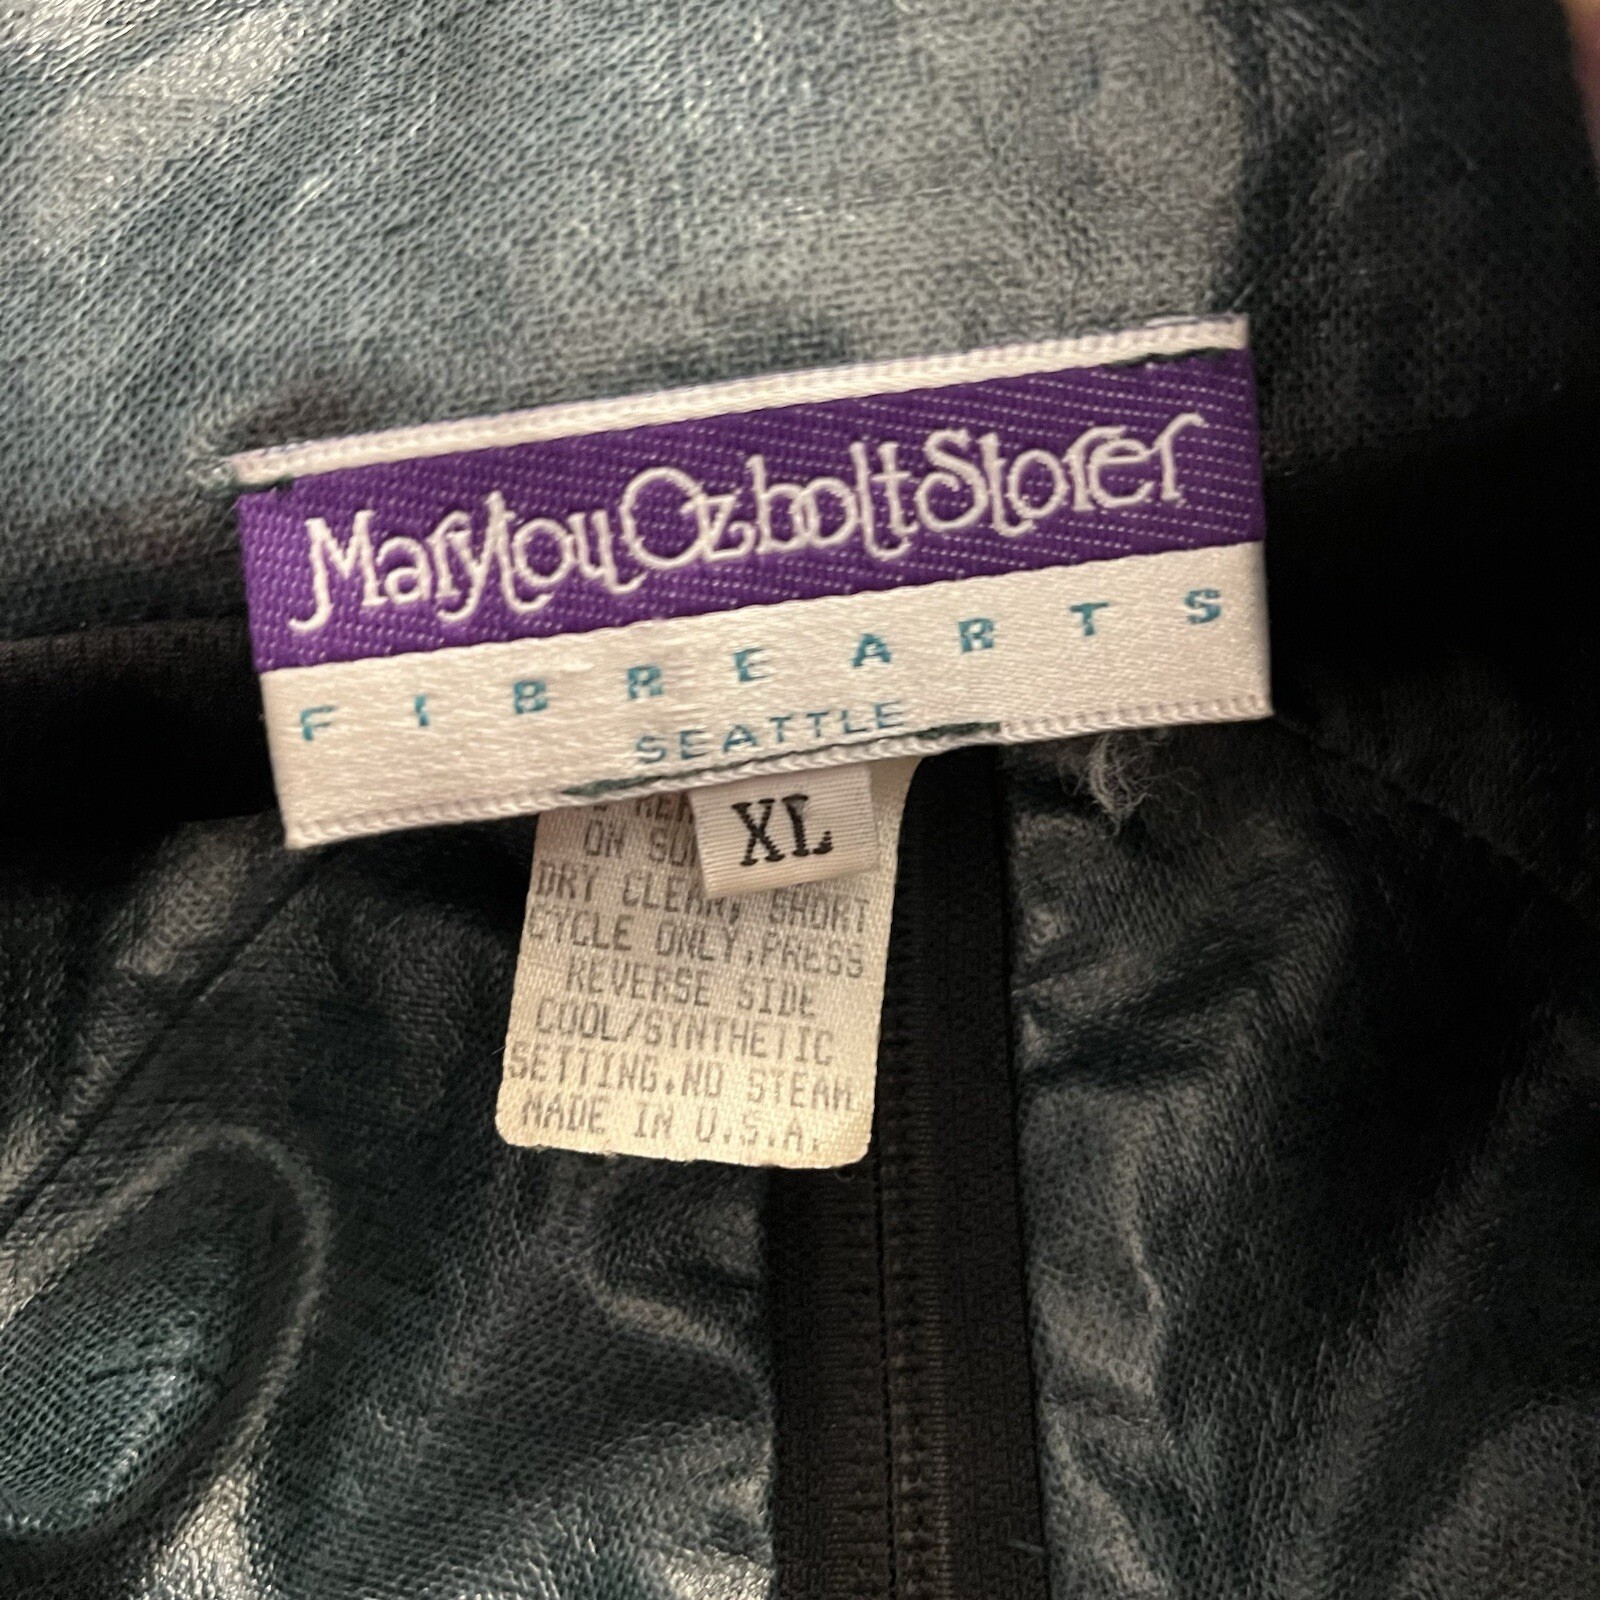 Marylou Ozbolt Storer
FIBRE ARTS
SEATTLE
XL
ON
DRY CLEAN, SHORT
CYCLE ONLY.PRESS
REVERSE SIDE
COOL/SYNTHETIC
SETTING.NO STEAM.
MADE IN U.S.A.